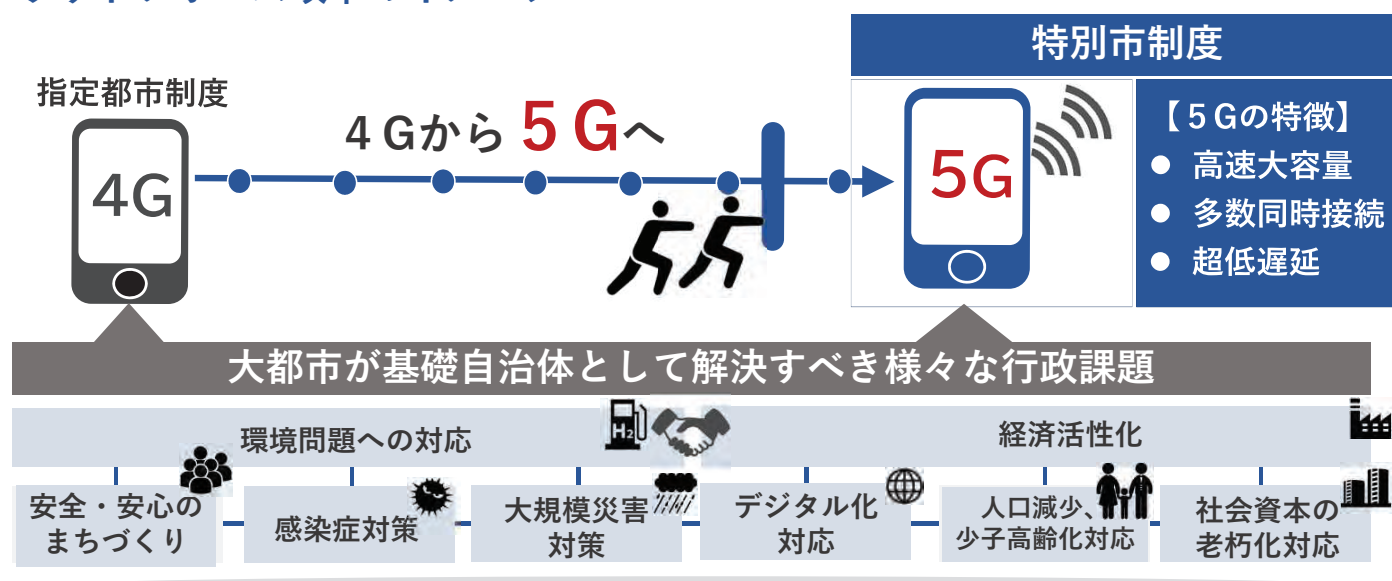 特別市制度
指定都市制度
4G
4Gから5Gへ
5G
【5Gの特徴】
● 高速大容量
● 多数同時接続
● 超低遅延
大都市が基礎自治体として解決すべき様々な行政課題
環境問題への対応
H2
経済活性化
安全・安心の
まちづくり
感染症対策
大規模災害
対策
デジタル化
対応
人口減少、
少子高齢化対応
社会資本の
老朽化対応